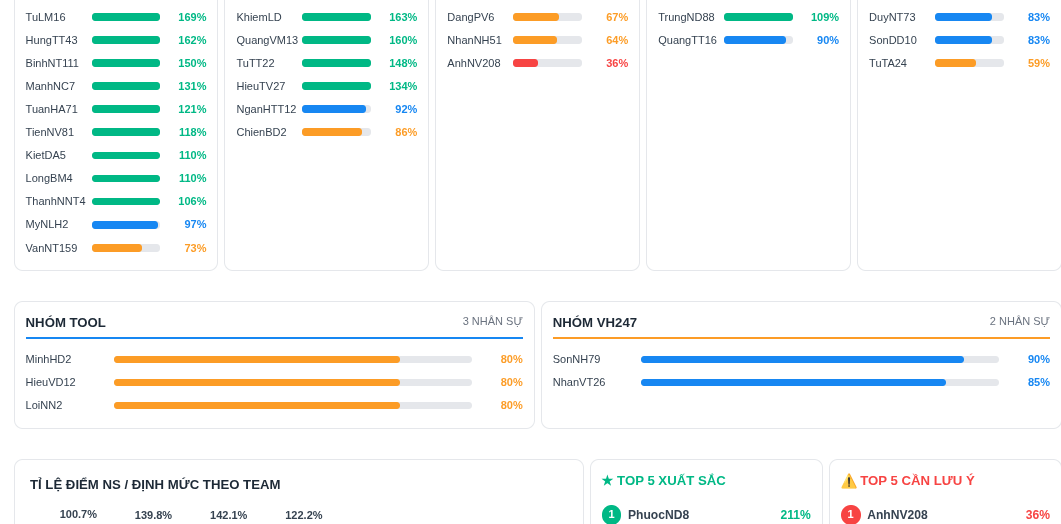 TuLM16 169%
HungTT43 162%
BinhNT111 150%
ManhNC7 131%
TuanHA71 121%
TienNV81 118%
KietDA5 110%
LongBM4 110%
ThanhNNT4 106%
MyNLH2 97%
VanNT159 73%
KhiemLD 163%
QuangVM13 160%
TuTT22 148%
HieuTV27 134%
NganHTT12 92%
ChienBD2 86%
DangPV6 67%
NhanNH51 64%
AnhNV208 36%
TrungND88 109%
QuangTT16 90%
DuyNT73 83%
SonDD10 83%
TuTA24 59%
NHÓM TOOL 3 NHÂN SỰ
MinhHD2 80%
HieuVD12 80%
LoiNN2 80%
NHÓM VH247 2 NHÂN SỰ
SonNH79 90%
NhanVT26 85%
TỈ LỆ ĐIỂM NS / ĐỊNH MỨC THEO TEAM
100.7% 139.8% 142.1% 122.2%
★ TOP 5 XUẤT SẮC
1 PhuocND8 211%
⚠️ TOP 5 CẦN LƯU Ý
1 AnhNV208 36%